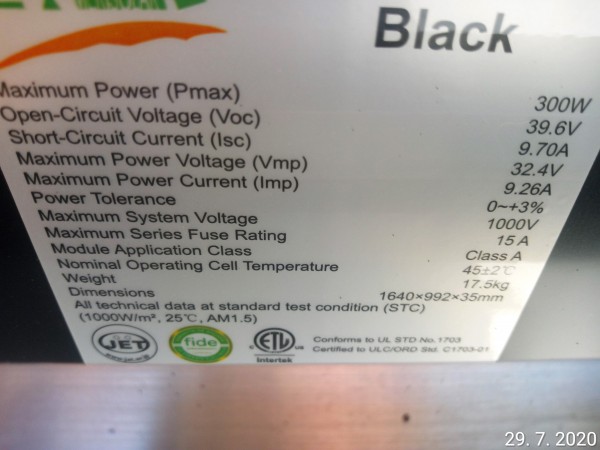 Black
Maximum Power (Pmax) 300W
Open-Circuit Voltage (Voc) 39.6V
Short-Circuit Current (Isc) 9.70A
Maximum Power Voltage (Vmp) 32.4V
Maximum Power Current (Imp) 9.26A
Power Tolerance 0~+3%
Maximum System Voltage 1000V
Maximum Series Fuse Rating 15A
Module Application Class Class A
Nominal Operating Cell Temperature 45±2℃
Weight 17.5kg
Dimensions 1640×992×35mm
All technical data at standard test condition (STC)
(1000W/m², 25℃, AM1.5)
JET
fide
ETL
Intertek
Conforms to UL STD No.1703
Certified to ULC/ORD Std. C1703-01
29. 7. 2020